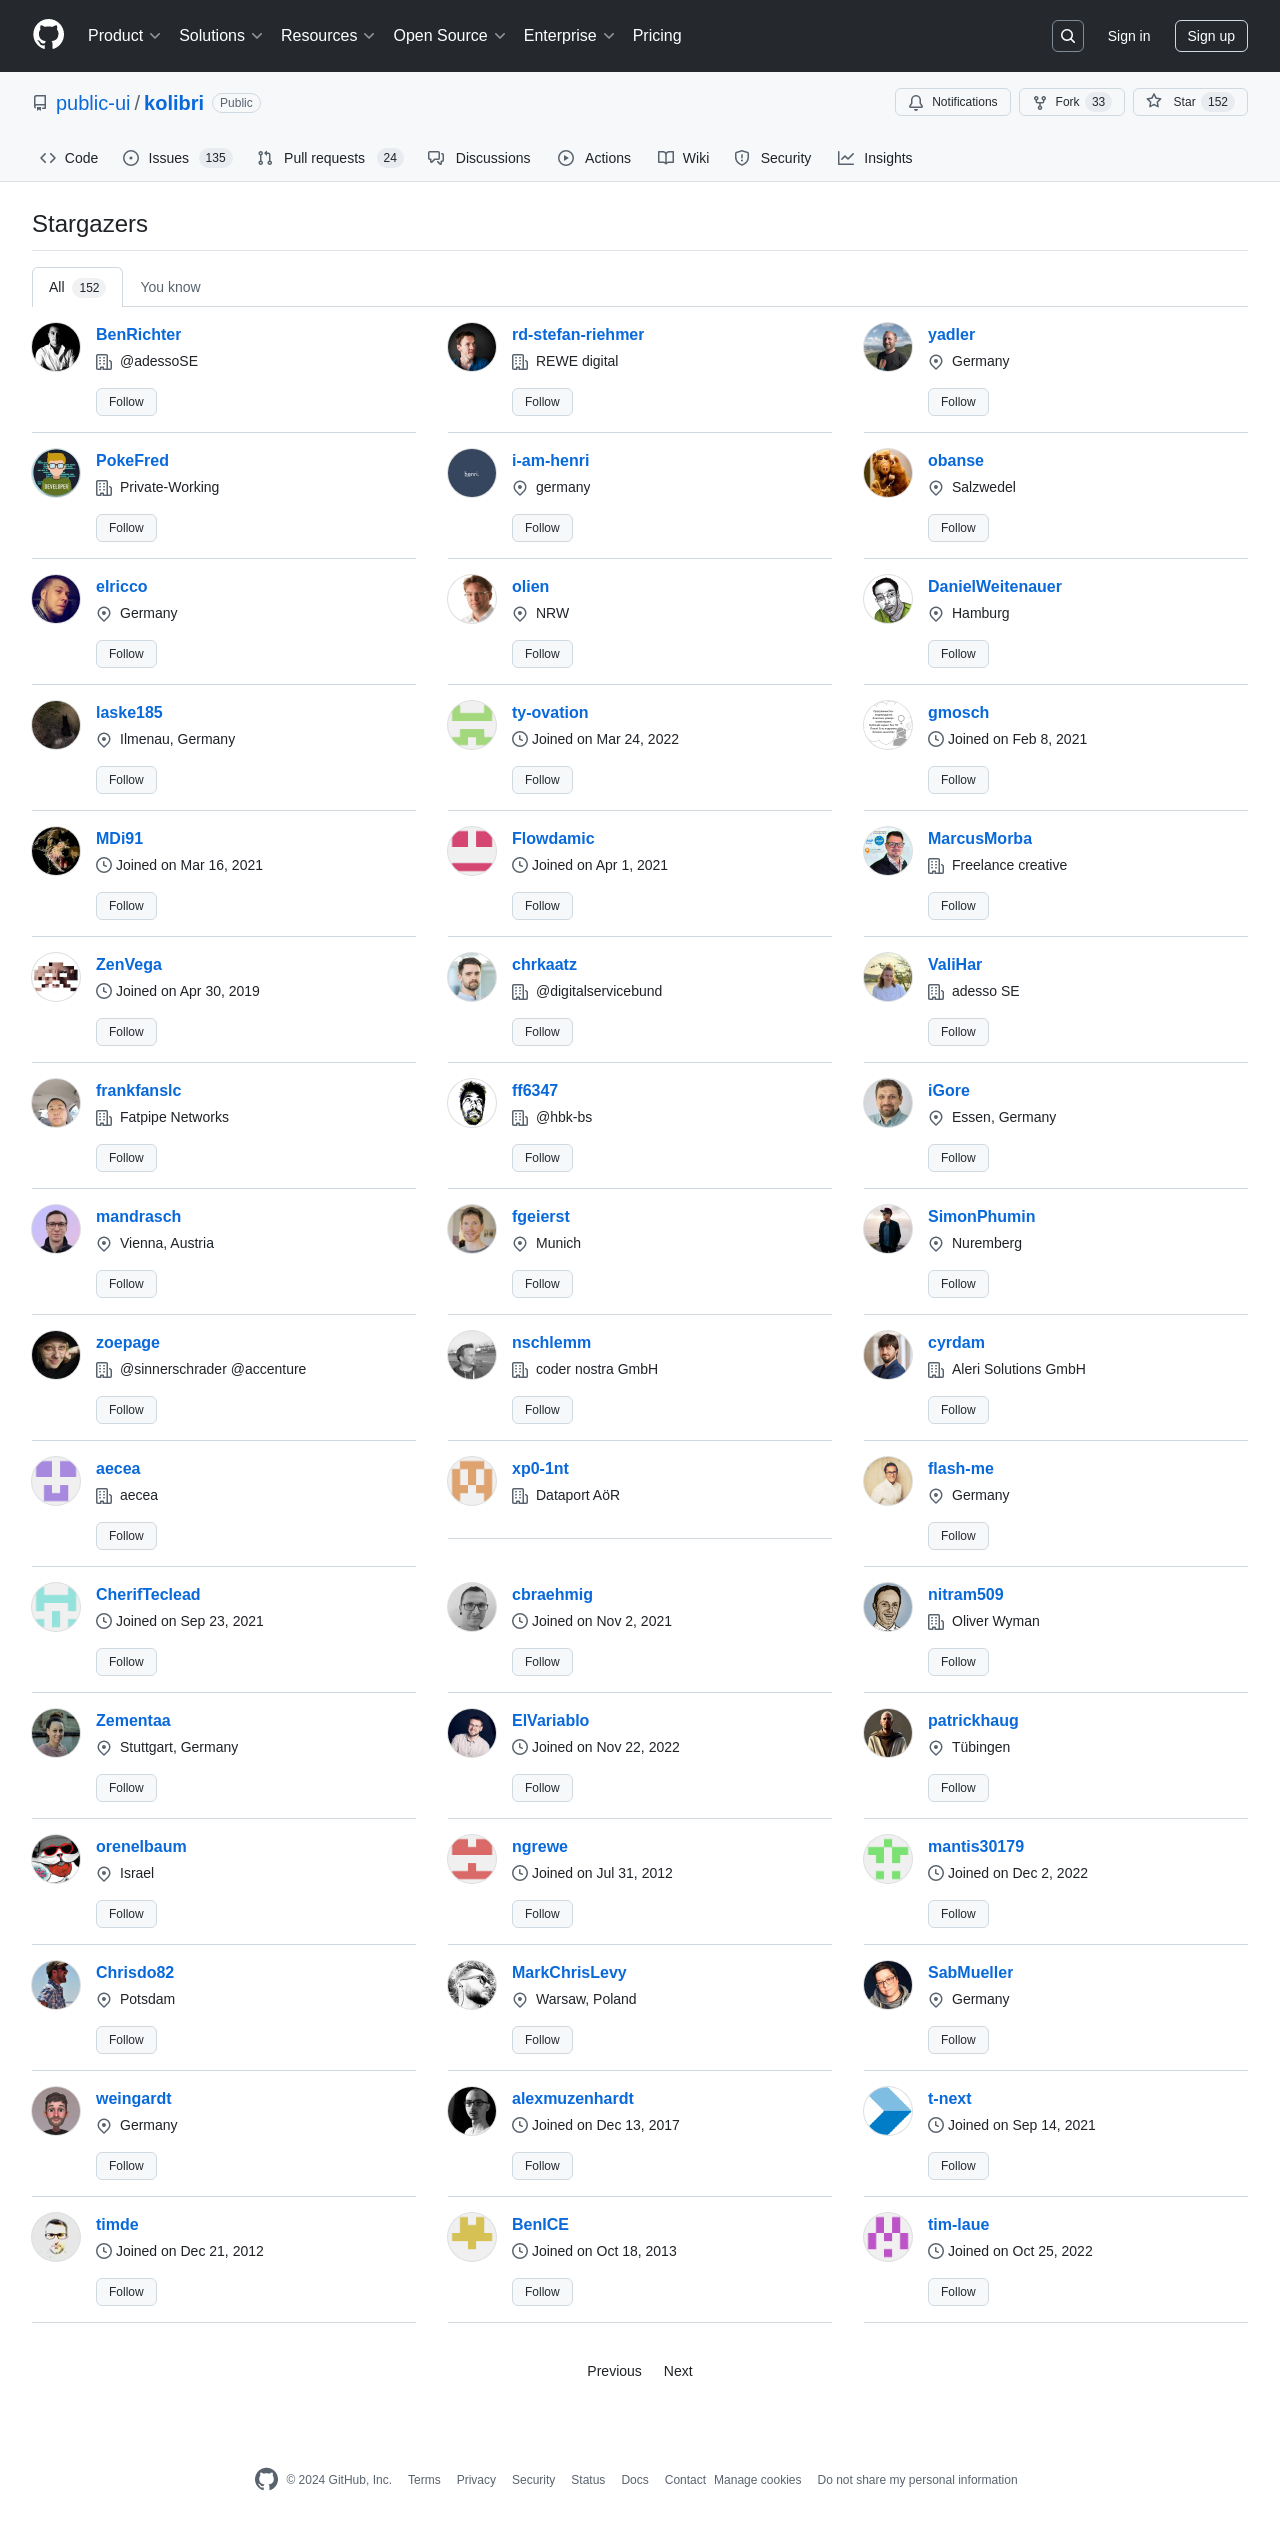 Product Solutions Resources Open Source Enterprise Pricing Sign in Sign up
public-ui / kolibri Public Notifications Fork 33 Star 152
Code Issues 135 Pull requests 24 Discussions Actions Wiki Security Insights
Stargazers
All 152 You know
BenRichter rd-stefan-riehmer yadler
@adessoSE REWE digital Germany
Follow Follow Follow
PokeFred i-am-henri obanse
Private-Working germany Salzwedel
Follow Follow Follow
elricco olien DanielWeitenauer
Germany NRW Hamburg
Follow Follow Follow
laske185 ty-ovation gmosch
Ilmenau, Germany Joined on Mar 24, 2022 Joined on Feb 8, 2021
Follow Follow Follow
MDi91 Flowdamic MarcusMorba
Joined on Mar 16, 2021 Joined on Apr 1, 2021 Freelance creative
Follow Follow Follow
ZenVega chrkaatz ValiHar
Joined on Apr 30, 2019 @digitalservicebund adesso SE
Follow Follow Follow
frankfanslc ff6347 iGore
Fatpipe Networks @hbk-bs Essen, Germany
Follow Follow Follow
mandrasch fgeierst SimonPhumin
Vienna, Austria Munich Nuremberg
Follow Follow Follow
zoepage nschlemm cyrdam
@sinnerschrader @accenture coder nostra GmbH Aleri Solutions GmbH
Follow Follow Follow
aecea xp0-1nt flash-me
aecea Dataport AöR Germany
Follow Follow
CherifTeclead cbraehmig nitram509
Joined on Sep 23, 2021 Joined on Nov 2, 2021 Oliver Wyman
Follow Follow Follow
Zementaa ElVariablo patrickhaug
Stuttgart, Germany Joined on Nov 22, 2022 Tübingen
Follow Follow Follow
orenelbaum ngrewe mantis30179
Israel Joined on Jul 31, 2012 Joined on Dec 2, 2022
Follow Follow Follow
Chrisdo82 MarkChrisLevy SabMueller
Potsdam Warsaw, Poland Germany
Follow Follow Follow
weingardt alexmuzenhardt t-next
Germany Joined on Dec 13, 2017 Joined on Sep 14, 2021
Follow Follow Follow
timde BenICE tim-laue
Joined on Dec 21, 2012 Joined on Oct 18, 2013 Joined on Oct 25, 2022
Follow Follow Follow
Previous Next
© 2024 GitHub, Inc. Terms Privacy Security Status Docs Contact Manage cookies Do not share my personal information